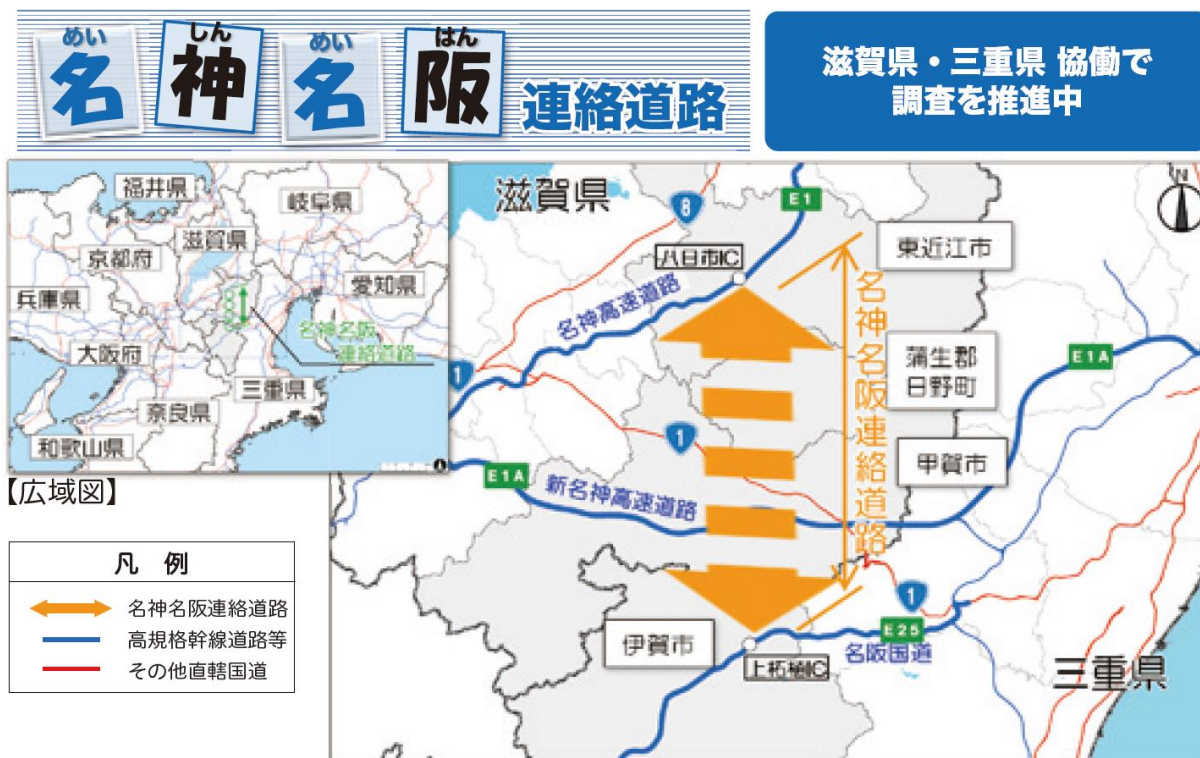 めい しん めい はん
名神名阪連絡道路
滋賀県・三重県 協働で
調査を推進中
福井県
岐阜県
滋賀県
京都府
兵庫県
愛知県
名神名阪
連絡道路
大阪府
三重県
奈良県
和歌山県
【広域図】
凡 例
名神名阪連絡道路
高規格幹線道路等
その他直轄国道
滋賀県
8
E1
N
八日市IC
東近江市
名神高速道路
名神名阪連絡道路
蒲生郡
日野町
E1A
1
1
甲賀市
E1A
新名神高速道路
1
伊賀市
E25
名阪国道
上柘植IC
三重県